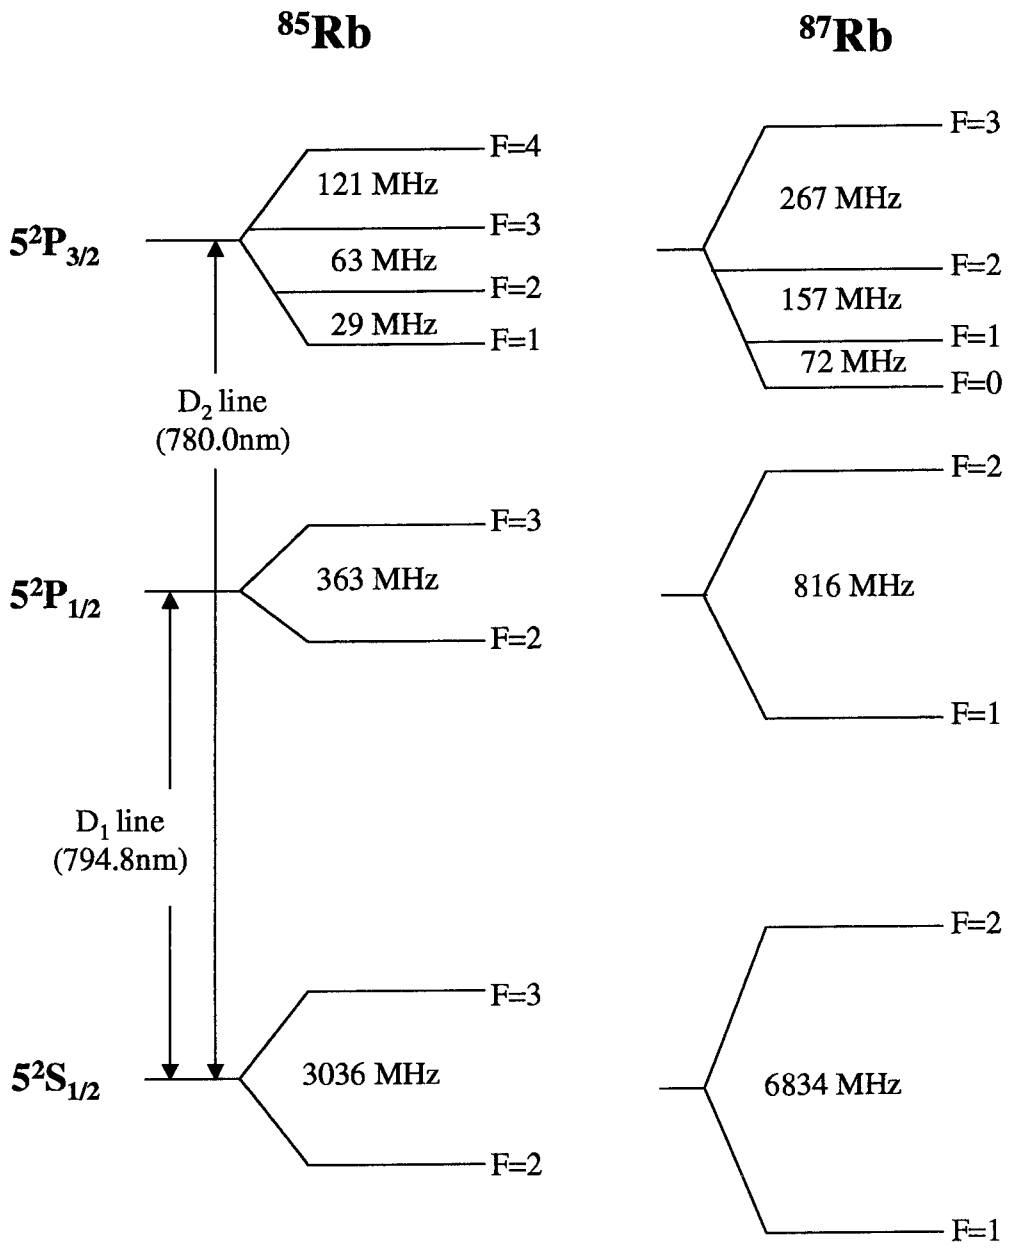 ⁸⁵Rb
⁸⁷Rb
F=4
121 MHz
F=3
63 MHz
F=2
29 MHz
F=1
5²P₃/₂
F=3
267 MHz
F=2
157 MHz
F=1
72 MHz
F=0
D₂ line
(780.0nm)
F=3
363 MHz
F=2
5²P₁/₂
F=2
816 MHz
F=1
D₁ line
(794.8nm)
F=3
3036 MHz
F=2
5²S₁/₂
F=2
6834 MHz
F=1